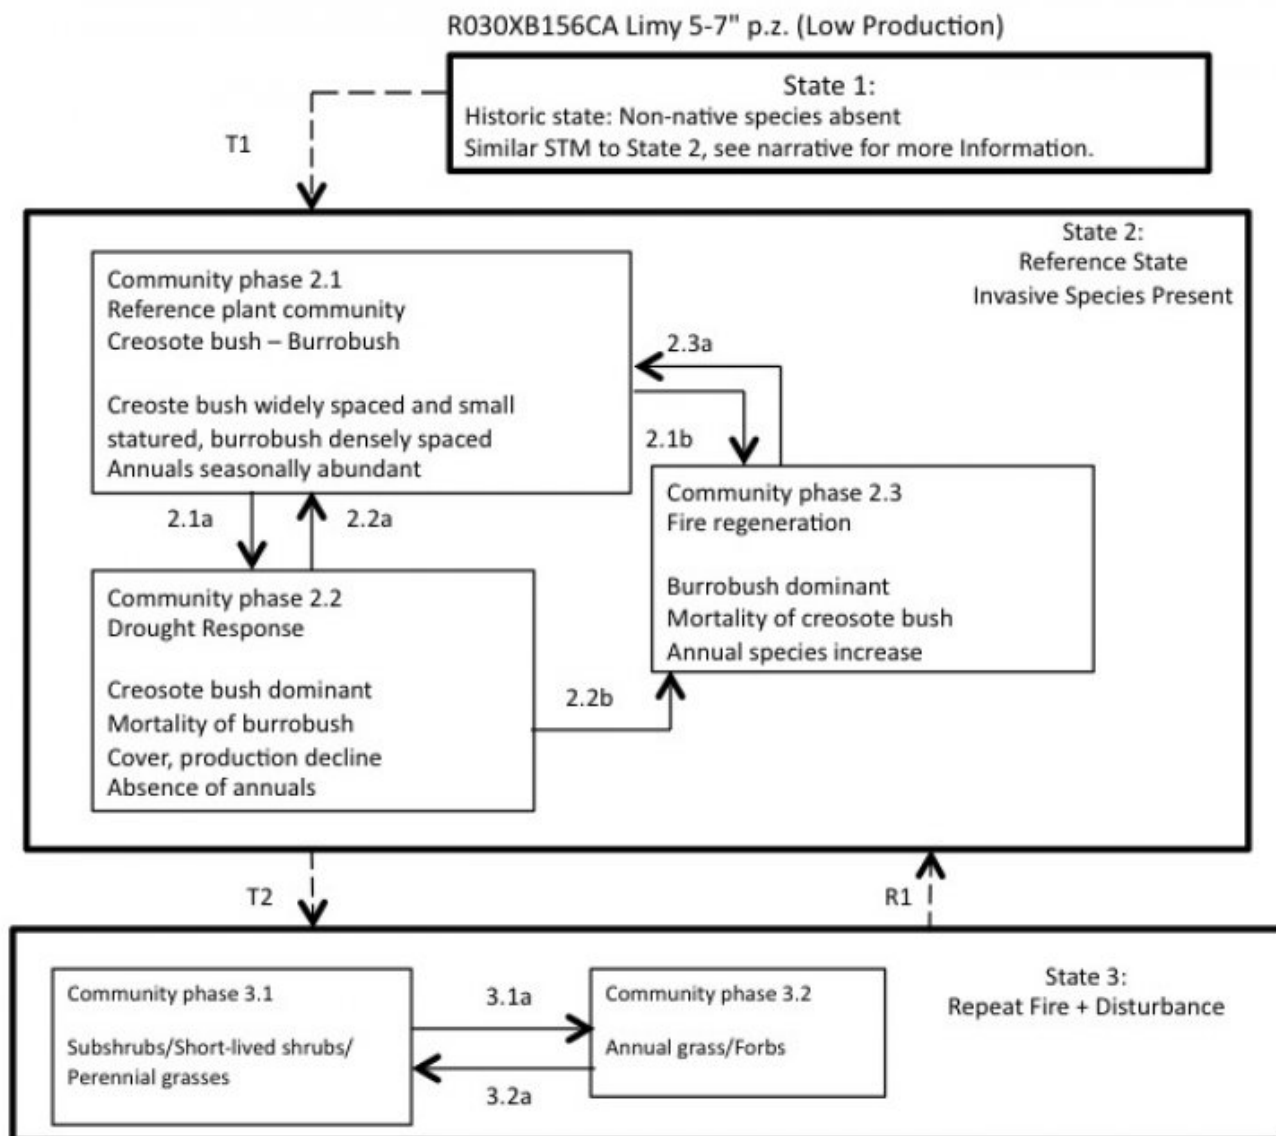 R030XB156CA Limy 5-7" p.z. (Low Production)
State 1:
Historic state: Non-native species absent
Similar STM to State 2, see narrative for more Information.
T1
State 2:
Reference State
Invasive Species Present
Community phase 2.1
Reference plant community
Creosote bush – Burrobush
Creoste bush widely spaced and small
statured, burrobush densely spaced
Annuals seasonally abundant
2.3a
2.1b
2.1a
2.2a
Community phase 2.3
Fire regeneration
Burrobush dominant
Mortality of creosote bush
Annual species increase
Community phase 2.2
Drought Response
Creosote bush dominant
Mortality of burrobush
Cover, production decline
Absence of annuals
2.2b
T2
R1
State 3:
Repeat Fire + Disturbance
Community phase 3.1
Subshrubs/Short-lived shrubs/
Perennial grasses
3.1a
3.2a
Community phase 3.2
Annual grass/Forbs